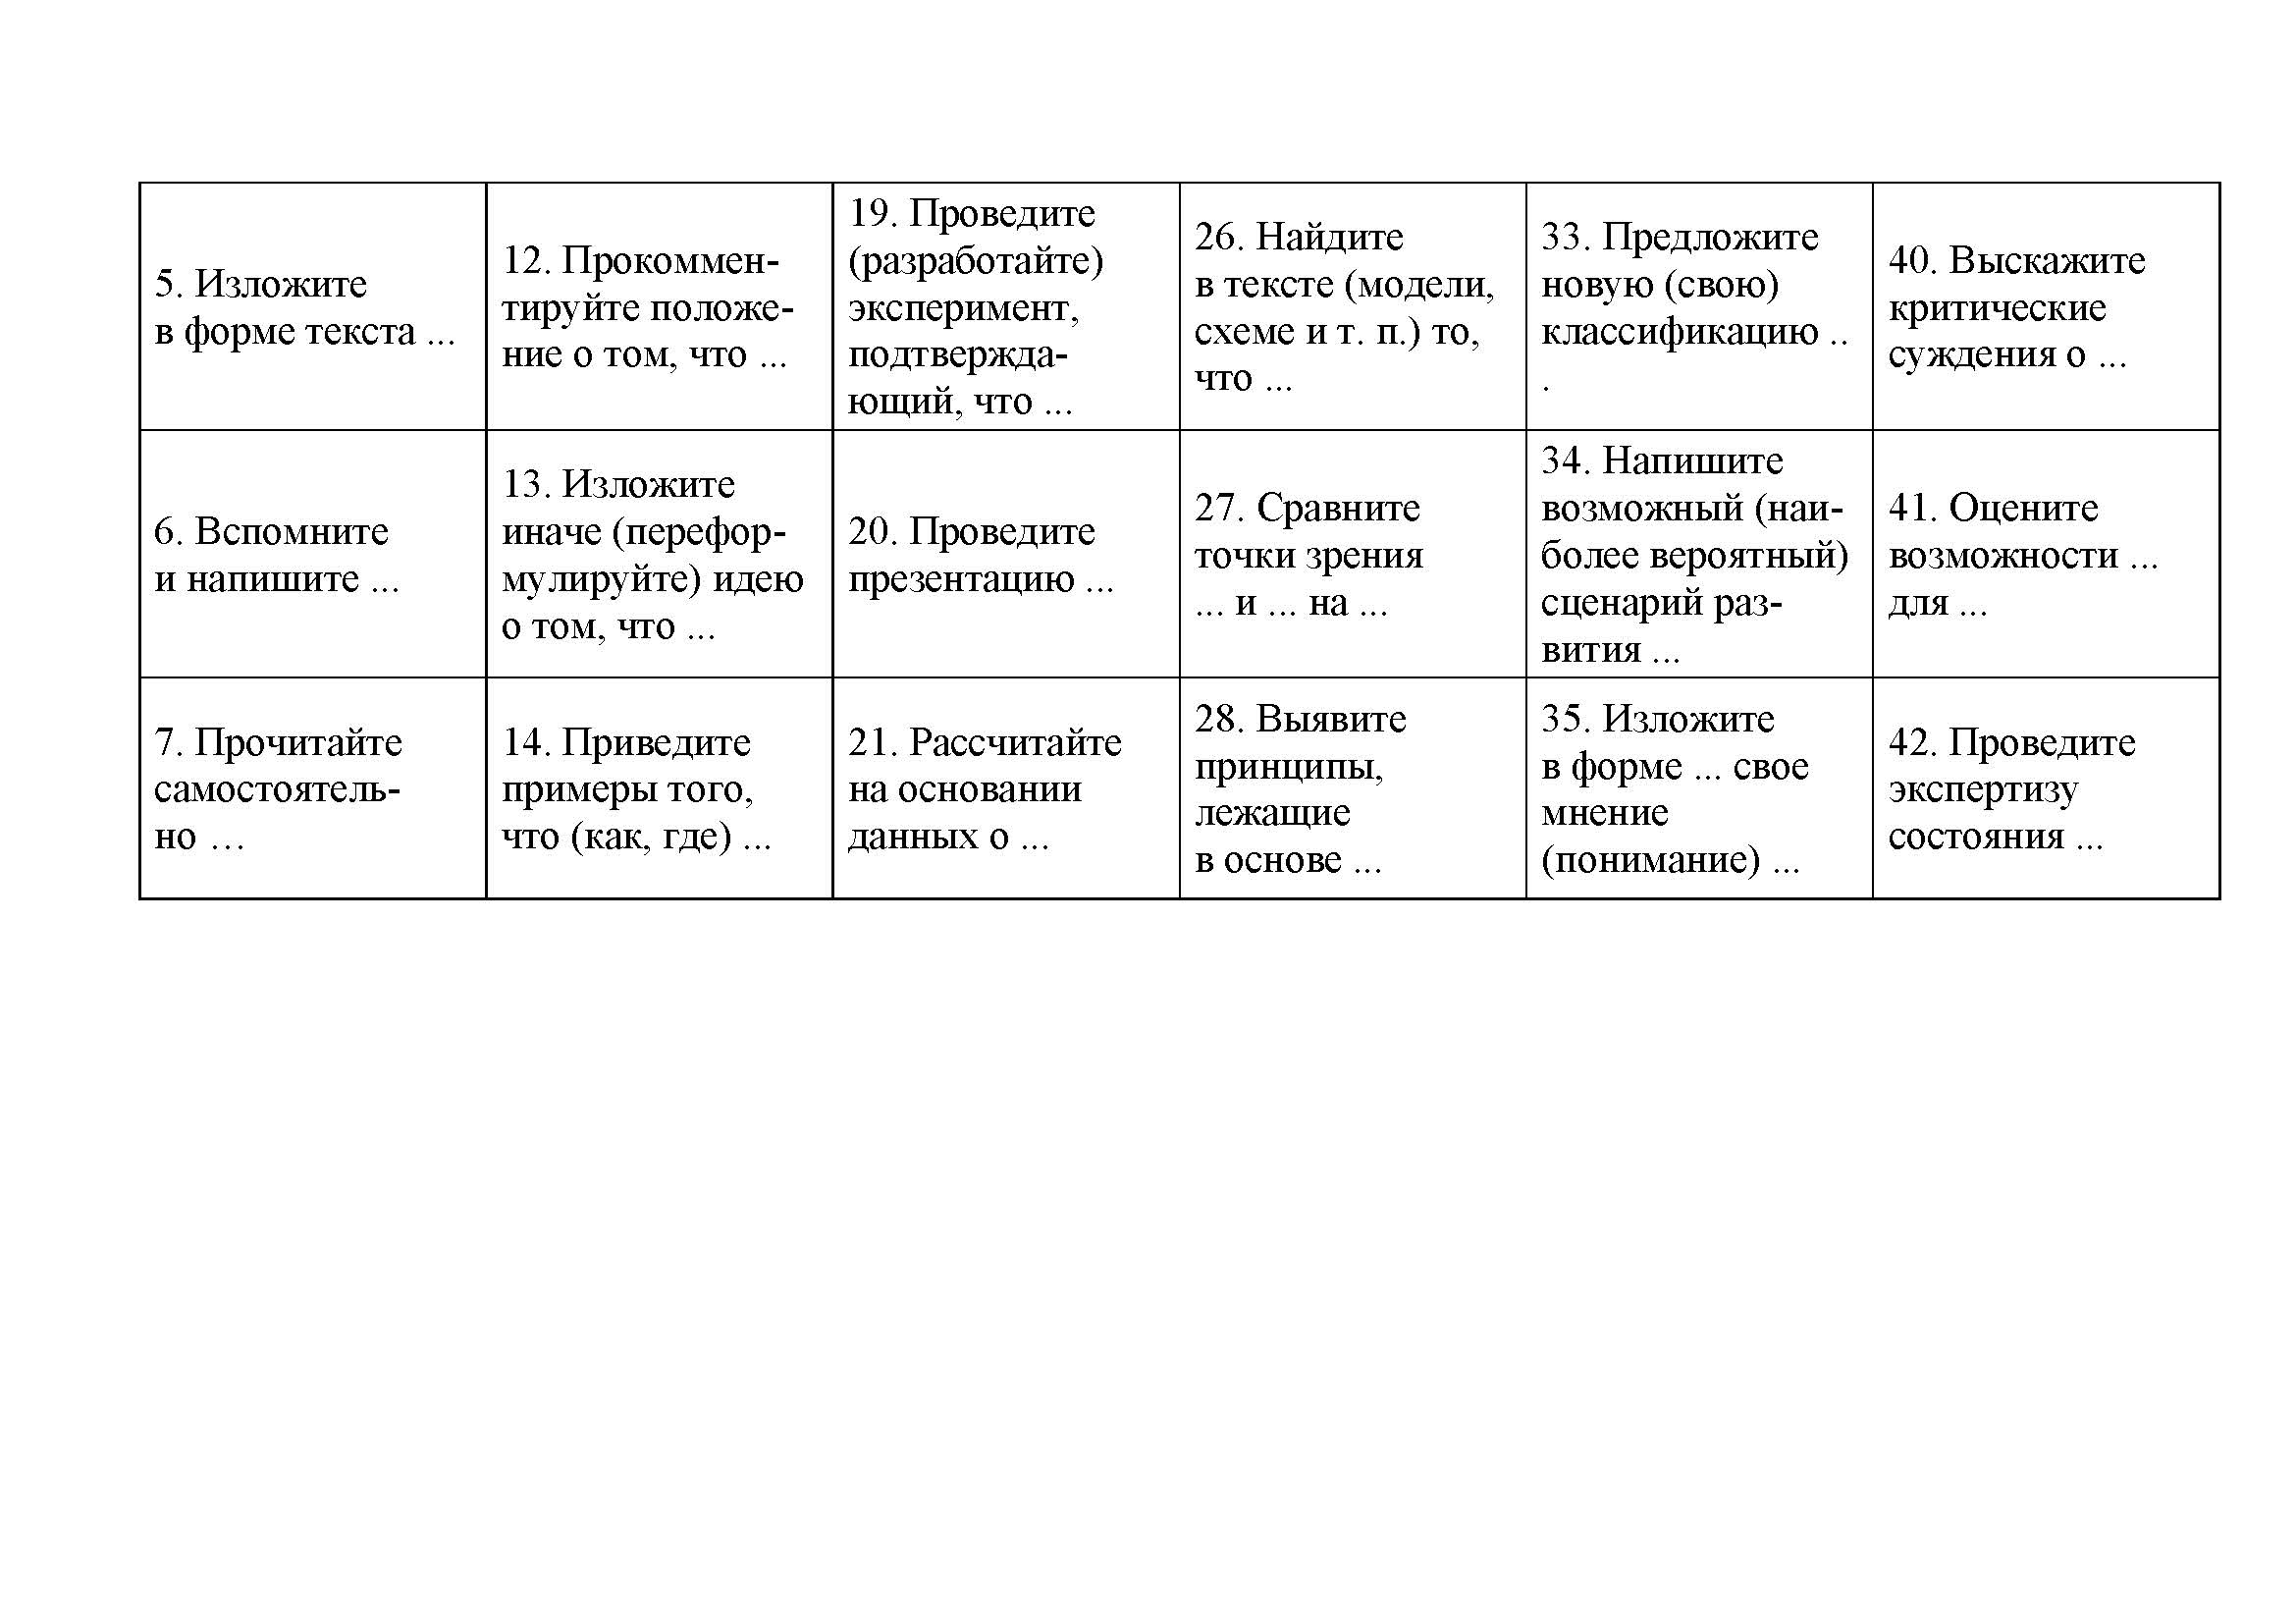 5. Изложите
в форме текста ...
12. Прокоммен-
тируйте положе-
ние о том, что ...
19. Проведите
(разработайте)
эксперимент,
подтвержда-
ющий, что ...
26. Найдите
в тексте (модели,
схеме и т. п.) то,
что ...
33. Предложите
новую (свою)
классификацию ..
.
40. Выскажите
критические
суждения о ...
6. Вспомните
и напишите ...
13. Изложите
иначе (перефор-
мулируйте) идею
о том, что ...
20. Проведите
презентацию ...
27. Сравните
точки зрения
... и ... на ...
34. Напишите
возможный (наи-
более вероятный)
сценарий раз-
вития ...
41. Оцените
возможности ...
для ...
7. Прочитайте
самостоятель-
но ...
14. Приведите
примеры того,
что (как, где) ...
21. Рассчитайте
на основании
данных о ...
28. Выявите
принципы,
лежащие
в основе ...
35. Изложите
в форме ... свое
мнение
(понимание) ...
42. Проведите
экспертизу
состояния ...